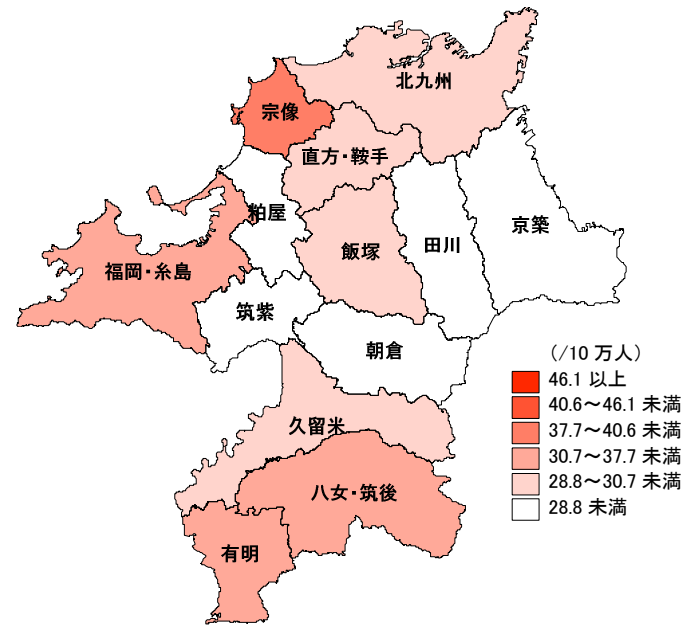 北九州
宗像
直方・鞍手
粕屋
京築
田川
飯塚
福岡・糸島
筑紫
朝倉
(/10 万人)
46.1 以上
40.6～46.1 未満
37.7～40.6 未満
30.7～37.7 未満
28.8～30.7 未満
28.8 未満
久留米
八女・筑後
有明